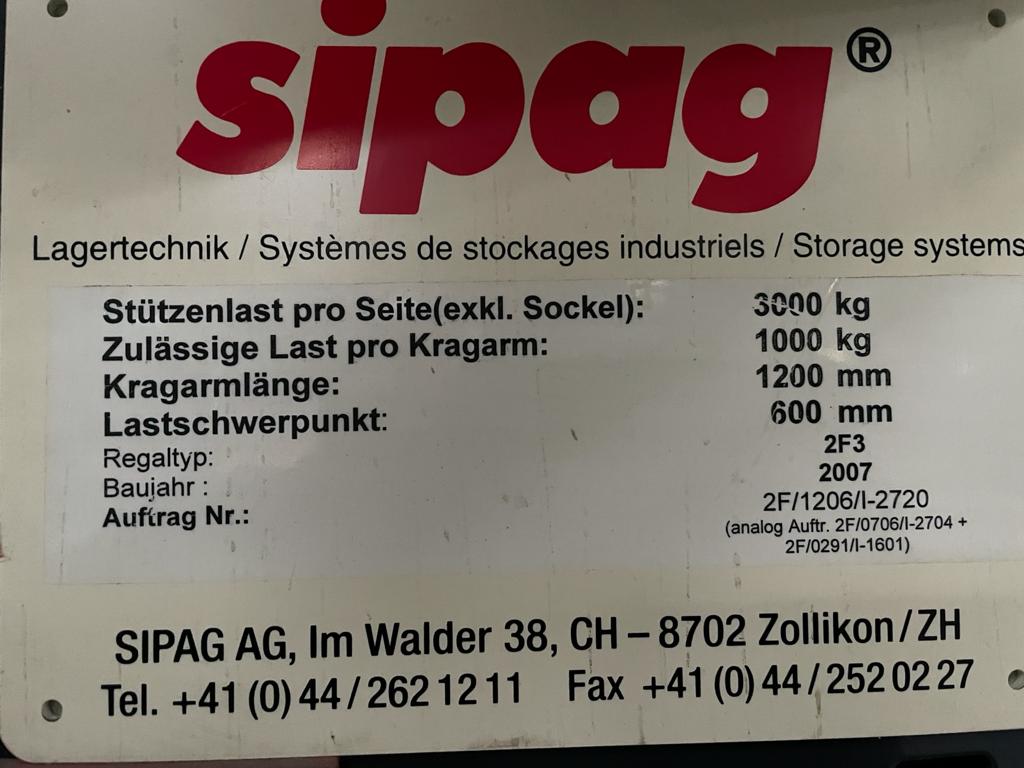 sipag®
Lagertechnik / Systèmes de stockages industriels / Storage systems
Stützenlast pro Seite(exkl. Sockel): 3000 kg
Zulässige Last pro Kragarm: 1000 kg
Kragarmlänge: 1200 mm
Lastschwerpunkt: 600 mm
Regaltyp: 2F3
Baujahr : 2007
Auftrag Nr.: 2F/1206/I-2720
(analog Auftr. 2F/0706/I-2704 +
2F/0291/I-1601)
SIPAG AG, Im Walder 38, CH – 8702 Zollikon/ZH
Tel. +41 (0) 44 / 262 12 11 Fax +41 (0) 44 / 252 02 27